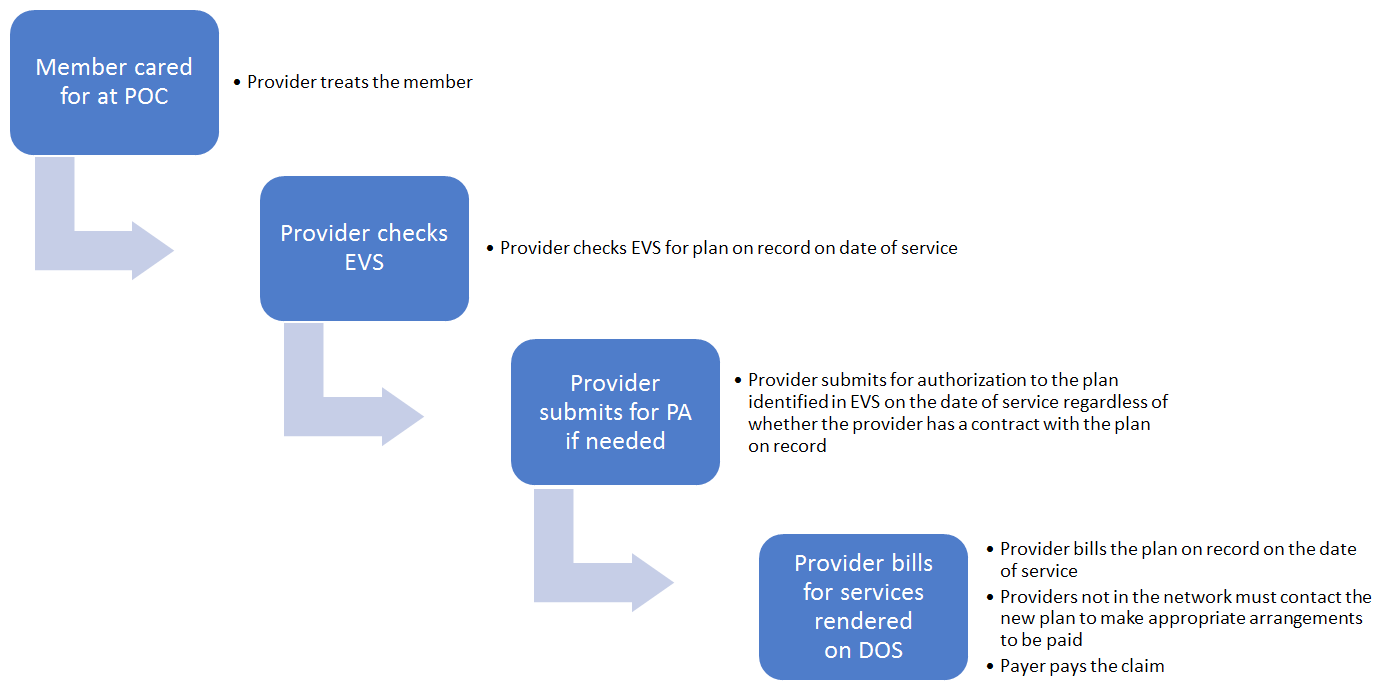 Member cared
for at POC
• Provider treats the member
Provider checks
EVS
• Provider checks EVS for plan on record on date of service
Provider
submits for PA
if needed
• Provider submits for authorization to the plan
identified in EVS on the date of service regardless of
whether the provider has a contract with the plan
on record
Provider bills
for services
rendered
on DOS
• Provider bills the plan on record on the date
of service
• Providers not in the network must contact the
new plan to make appropriate arrangements
to be paid
• Payer pays the claim